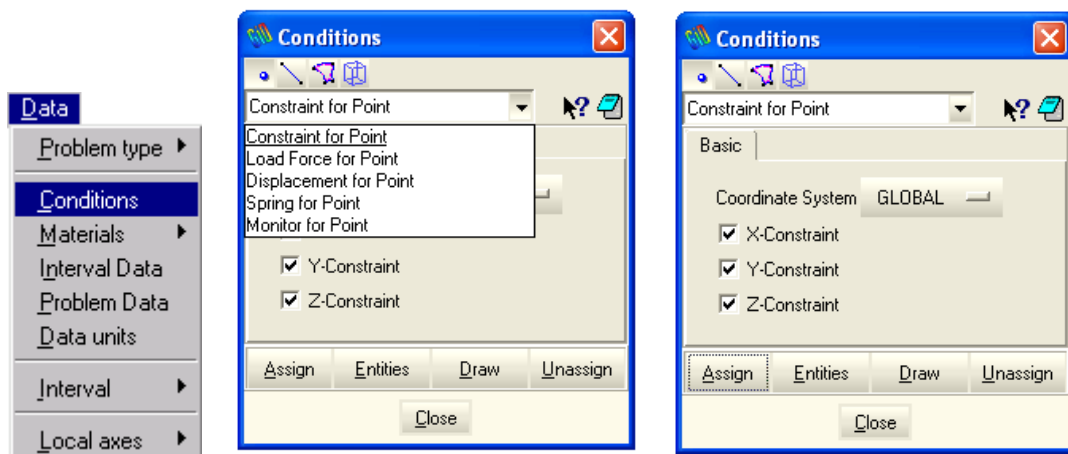 Data
Problem type
Conditions
Materials
Interval Data
Problem Data
Data units
Interval
Local axes
Conditions
Constraint for Point
Constraint for Point
Load Force for Point
Displacement for Point
Spring for Point
Monitor for Point
Y-Constraint
Z-Constraint
Assign Entities Draw Unassign
Close
Conditions
Constraint for Point
Basic
Coordinate System GLOBAL
X-Constraint
Y-Constraint
Z-Constraint
Assign Entities Draw Unassign
Close